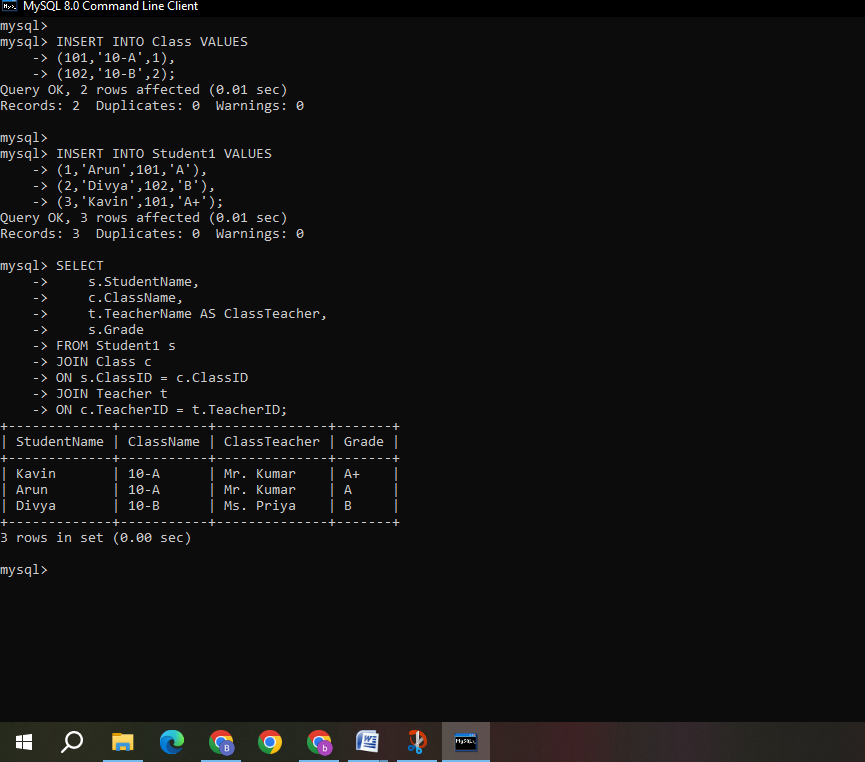 MySQL 8.0 Command Line Client
mysql>
mysql> INSERT INTO Class VALUES
    -> (101,'10-A',1),
    -> (102,'10-B',2);
Query OK, 2 rows affected (0.01 sec)
Records: 2  Duplicates: 0  Warnings: 0
mysql>
mysql> INSERT INTO Student1 VALUES
    -> (1,'Arun',101,'A'),
    -> (2,'Divya',102,'B'),
    -> (3,'Kavin',101,'A+');
Query OK, 3 rows affected (0.01 sec)
Records: 3  Duplicates: 0  Warnings: 0
mysql> SELECT
    ->     s.StudentName,
    ->     c.ClassName,
    ->     t.TeacherName AS ClassTeacher,
    ->     s.Grade
    -> FROM Student1 s
    -> JOIN Class c
    -> ON s.ClassID = c.ClassID
    -> JOIN Teacher t
    -> ON c.TeacherID = t.TeacherID;
+-------------+-----------+--------------+-------+
| StudentName | ClassName | ClassTeacher | Grade |
+-------------+-----------+--------------+-------+
| Kavin       | 10-A      | Mr. Kumar    | A+    |
| Arun        | 10-A      | Mr. Kumar    | A     |
| Divya       | 10-B      | Ms. Priya    | B     |
+-------------+-----------+--------------+-------+
3 rows in set (0.00 sec)
mysql>
B
b
W